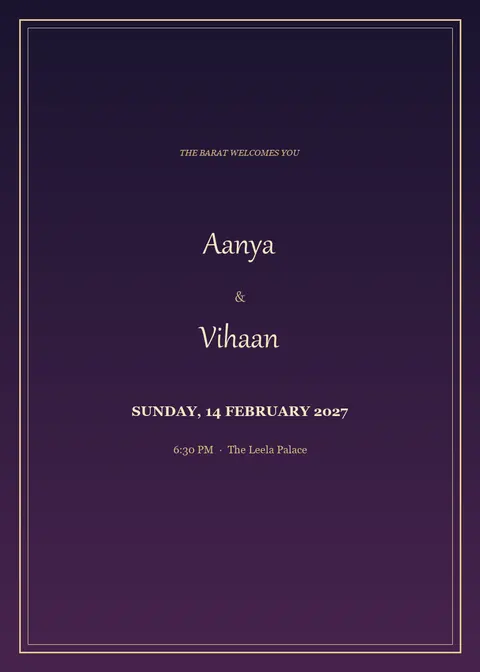 THE BARAT WELCOMES YOU
Aanya
&
Vihaan
SUNDAY, 14 FEBRUARY 2027
6:30 PM · The Leela Palace